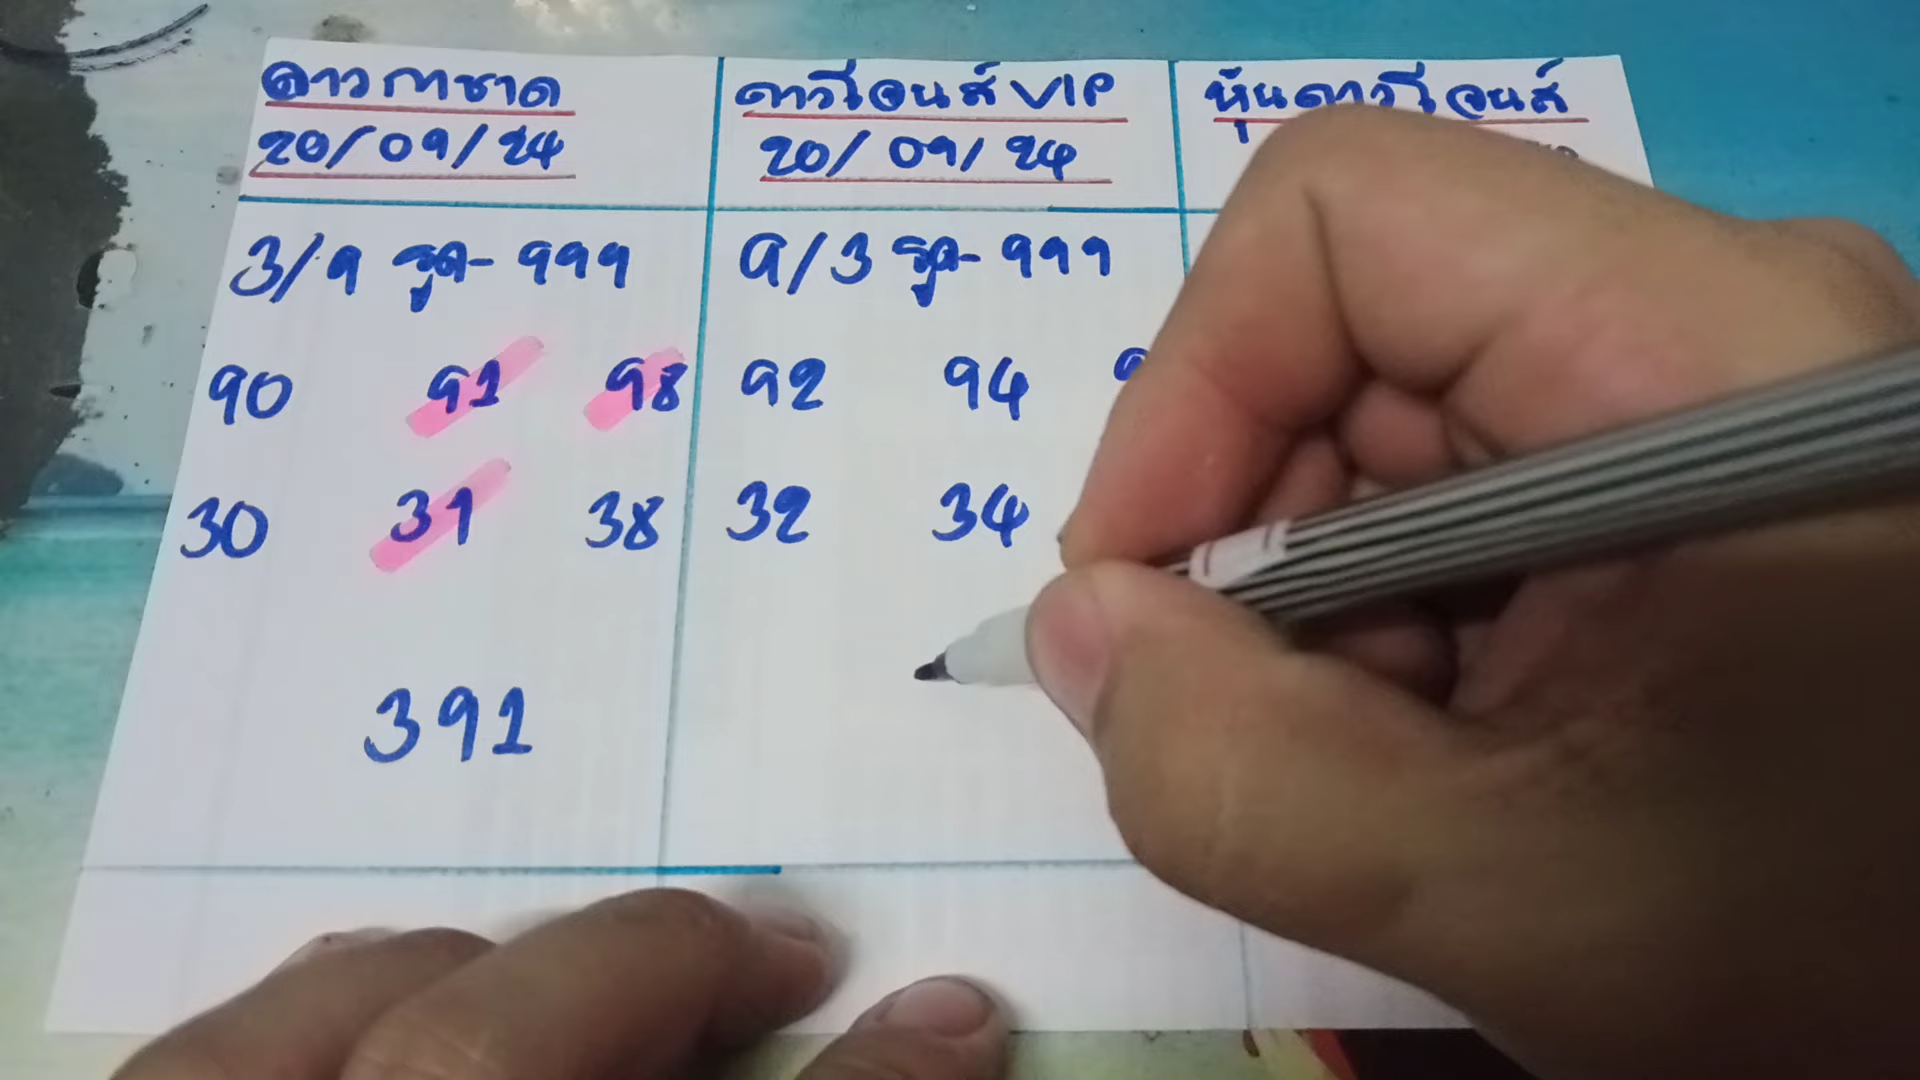 ลาวกาชาด
20/09/24
3/9 รูด- 999
90 91 98
30 31 38
391
ดาวโจนส์ VIP
20/09/24
9/3 รูด- 999
92 94
32 34
หุ้นดาวโจนส์